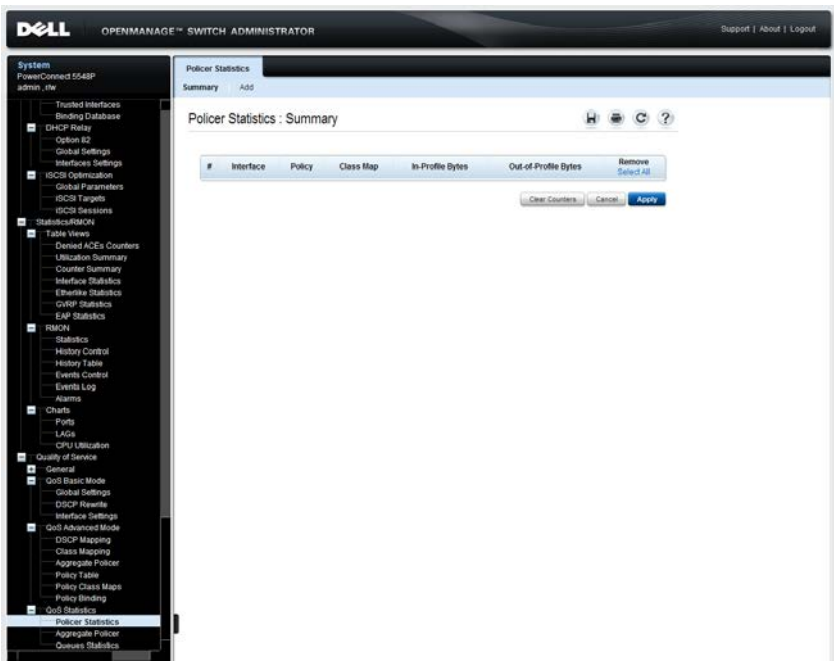 DELL OPENMANAGE™ SWITCH ADMINISTRATOR Support | About | Logout
System
PowerConnect 5548P
admin , r/w
Trusted Interfaces
Binding Database
DHCP Relay
Option 82
Global Settings
Interfaces Settings
iSCSI Optimization
Global Parameters
iSCSI Targets
iSCSI Sessions
Statistics/RMON
Table Views
Denied ACEs Counters
Utilization Summary
Counter Summary
Interface Statistics
Etherlike Statistics
GVRP Statistics
EAP Statistics
RMON
Statistics
History Control
History Table
Events Control
Events Log
Alarms
Charts
Ports
LAGs
CPU Utilization
Quality of Service
General
QoS Basic Mode
Global Settings
DSCP Rewrite
Interface Settings
QoS Advanced Mode
DSCP Mapping
Class Mapping
Aggregate Policer
Policy Table
Policy Class Maps
Policy Binding
QoS Statistics
Policer Statistics
Aggregate Policer
Queues Statistics
Policer Statistics
Summary Add
Policer Statistics : Summary
# Interface Policy Class Map In-Profile Bytes Out-of-Profile Bytes Remove
Select All
Clear Counters Cancel Apply